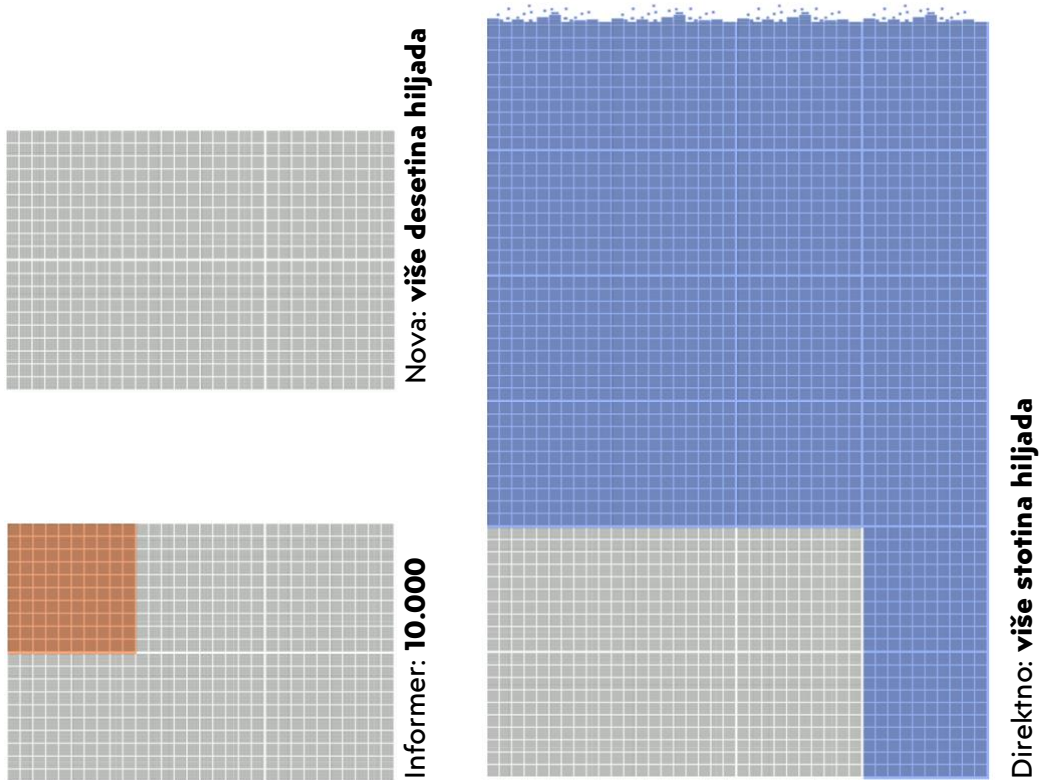 Informer: 10.000
Nova: više desetina hiljada
Direktno: više stotina hiljada